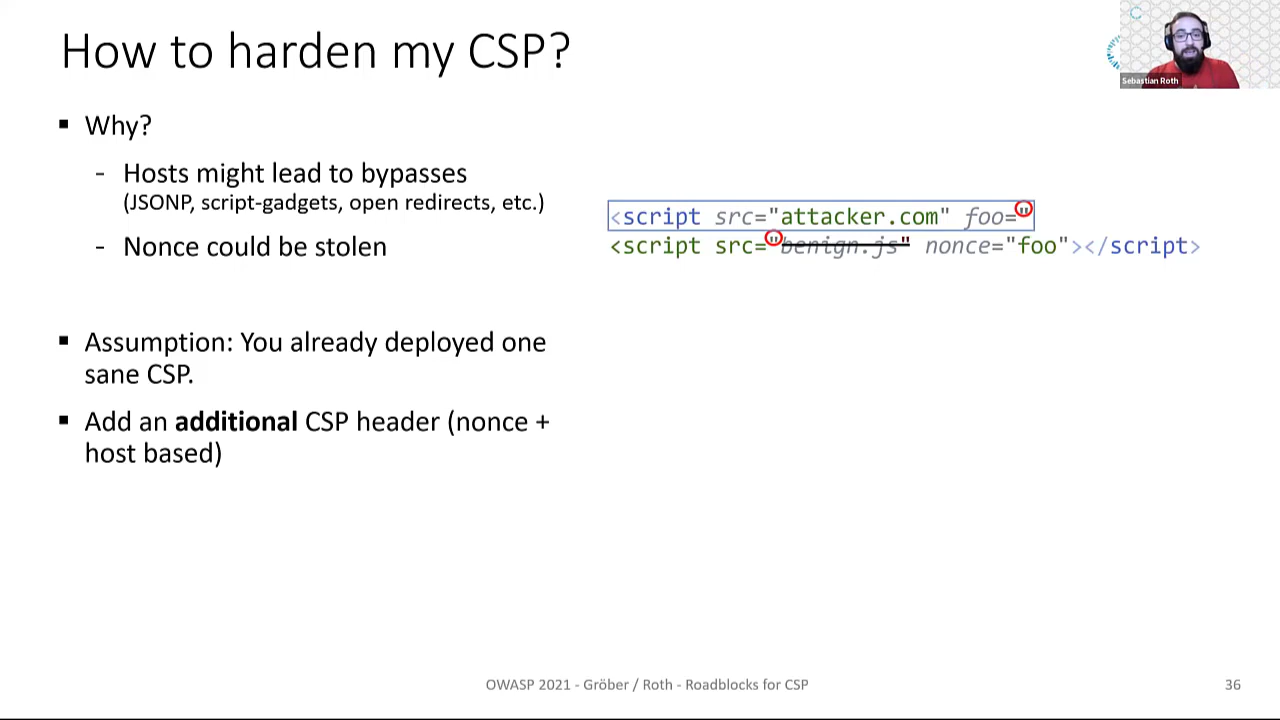 How to harden my CSP?
Sebastian Roth
▪ Why?
- Hosts might lead to bypasses
(JSONP, script-gadgets, open redirects, etc.)
- Nonce could be stolen
<script src="attacker.com" foo="
<script src="benign.js" nonce="foo"></script>
▪ Assumption: You already deployed one
sane CSP.
▪ Add an additional CSP header (nonce +
host based)
OWASP 2021 - Gröber / Roth - Roadblocks for CSP
36